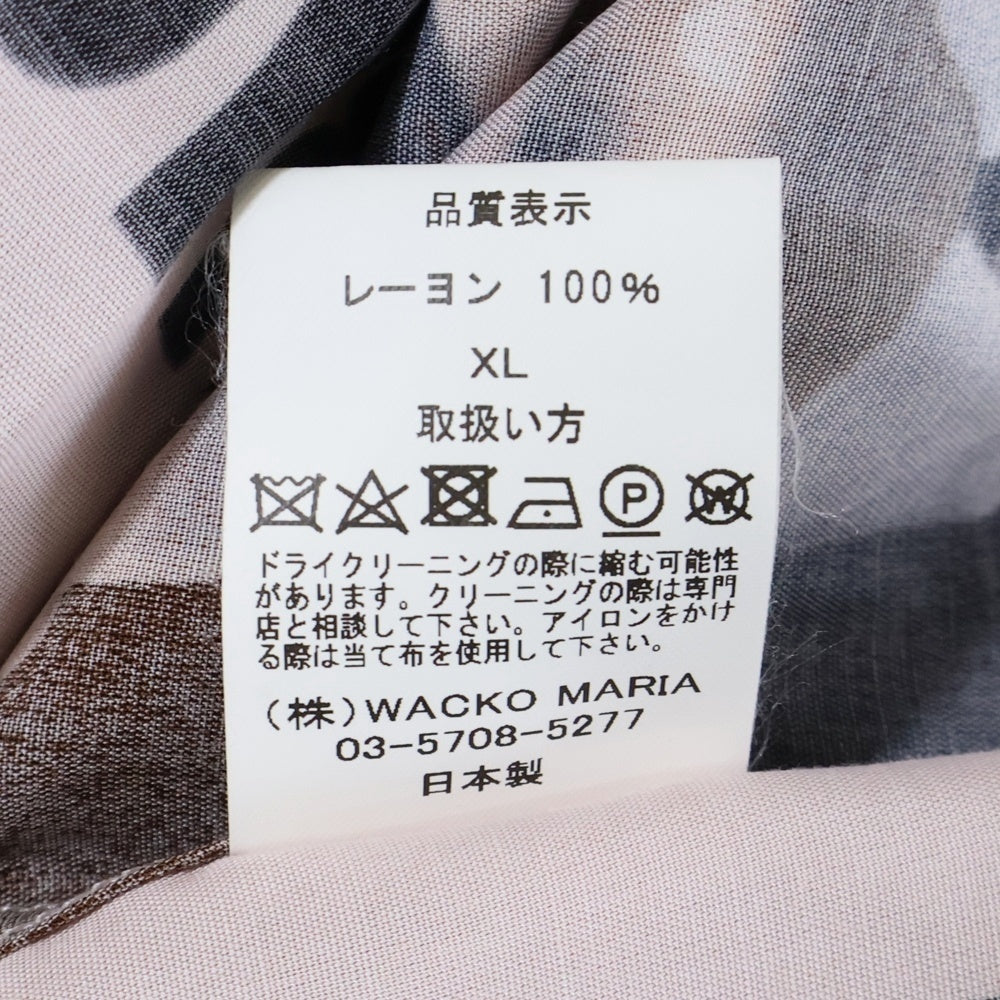 品質表示
レーヨン 100%
XL
取扱い方
P W
ドライクリーニングの際に縮む可能性
があります。クリーニングの際は専門
店と相談して下さい。アイロンをかけ
る際は当て布を使用して下さい。
(株)WACKO MARIA
03-5708-5277
日本製